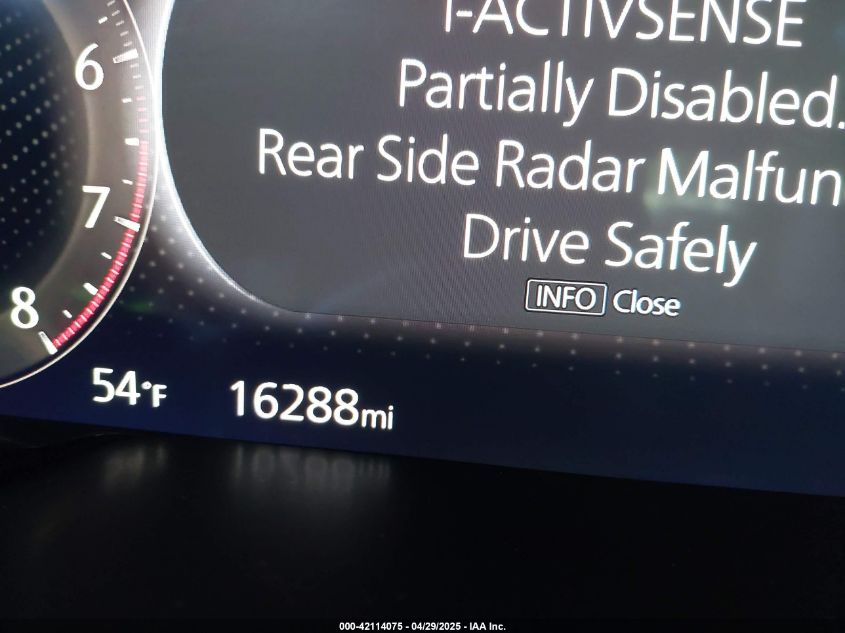 i-ACTIVSENSE
Partially Disabled.
Rear Side Radar Malfun
Drive Safely
INFO Close
6
7
8
54°F 16288mi
000-42114075 - 04/29/2025 - IAA Inc.